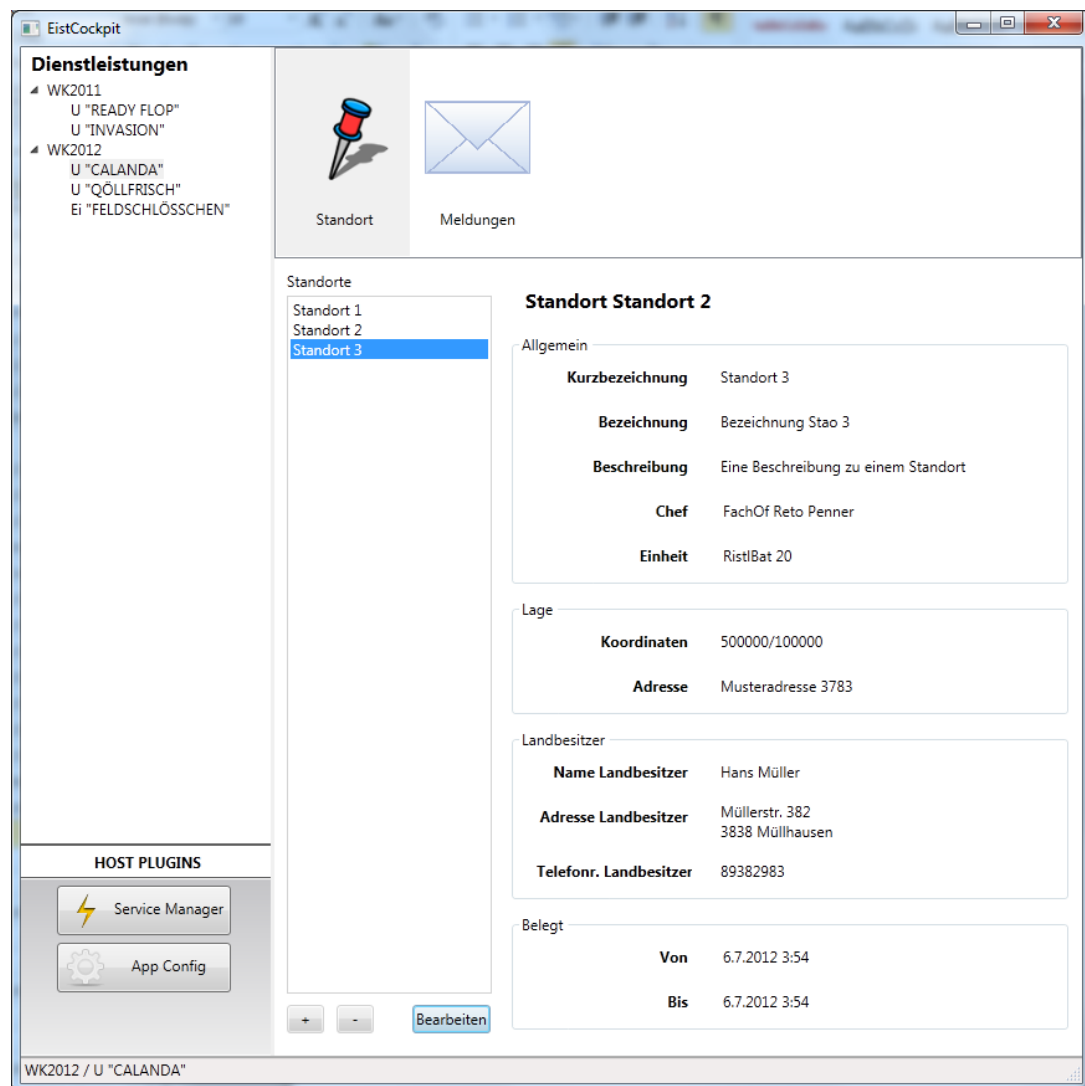 EistCockpit
Dienstleistungen
WK2011
U "READY FLOP"
U "INVASION"
WK2012
U "CALANDA"
U "QÖLLFRISCH"
Ei "FELDSCHLÖSSCHEN"
HOST PLUGINS
Service Manager
App Config
Standort
Meldungen
Standorte
Standort 1
Standort 2
Standort 3
+
-
Bearbeiten
Standort Standort 2
Allgemein
Kurzbezeichnung Standort 3
Bezeichnung Bezeichnung Stao 3
Beschreibung Eine Beschreibung zu einem Standort
Chef FachOf Reto Penner
Einheit RistlBat 20
Lage
Koordinaten 500000/100000
Adresse Musteradresse 3783
Landbesitzer
Name Landbesitzer Hans Müller
Adresse Landbesitzer Müllerstr. 382
3838 Müllhausen
Telefonr. Landbesitzer 89382983
Belegt
Von 6.7.2012 3:54
Bis 6.7.2012 3:54
WK2012 / U "CALANDA"